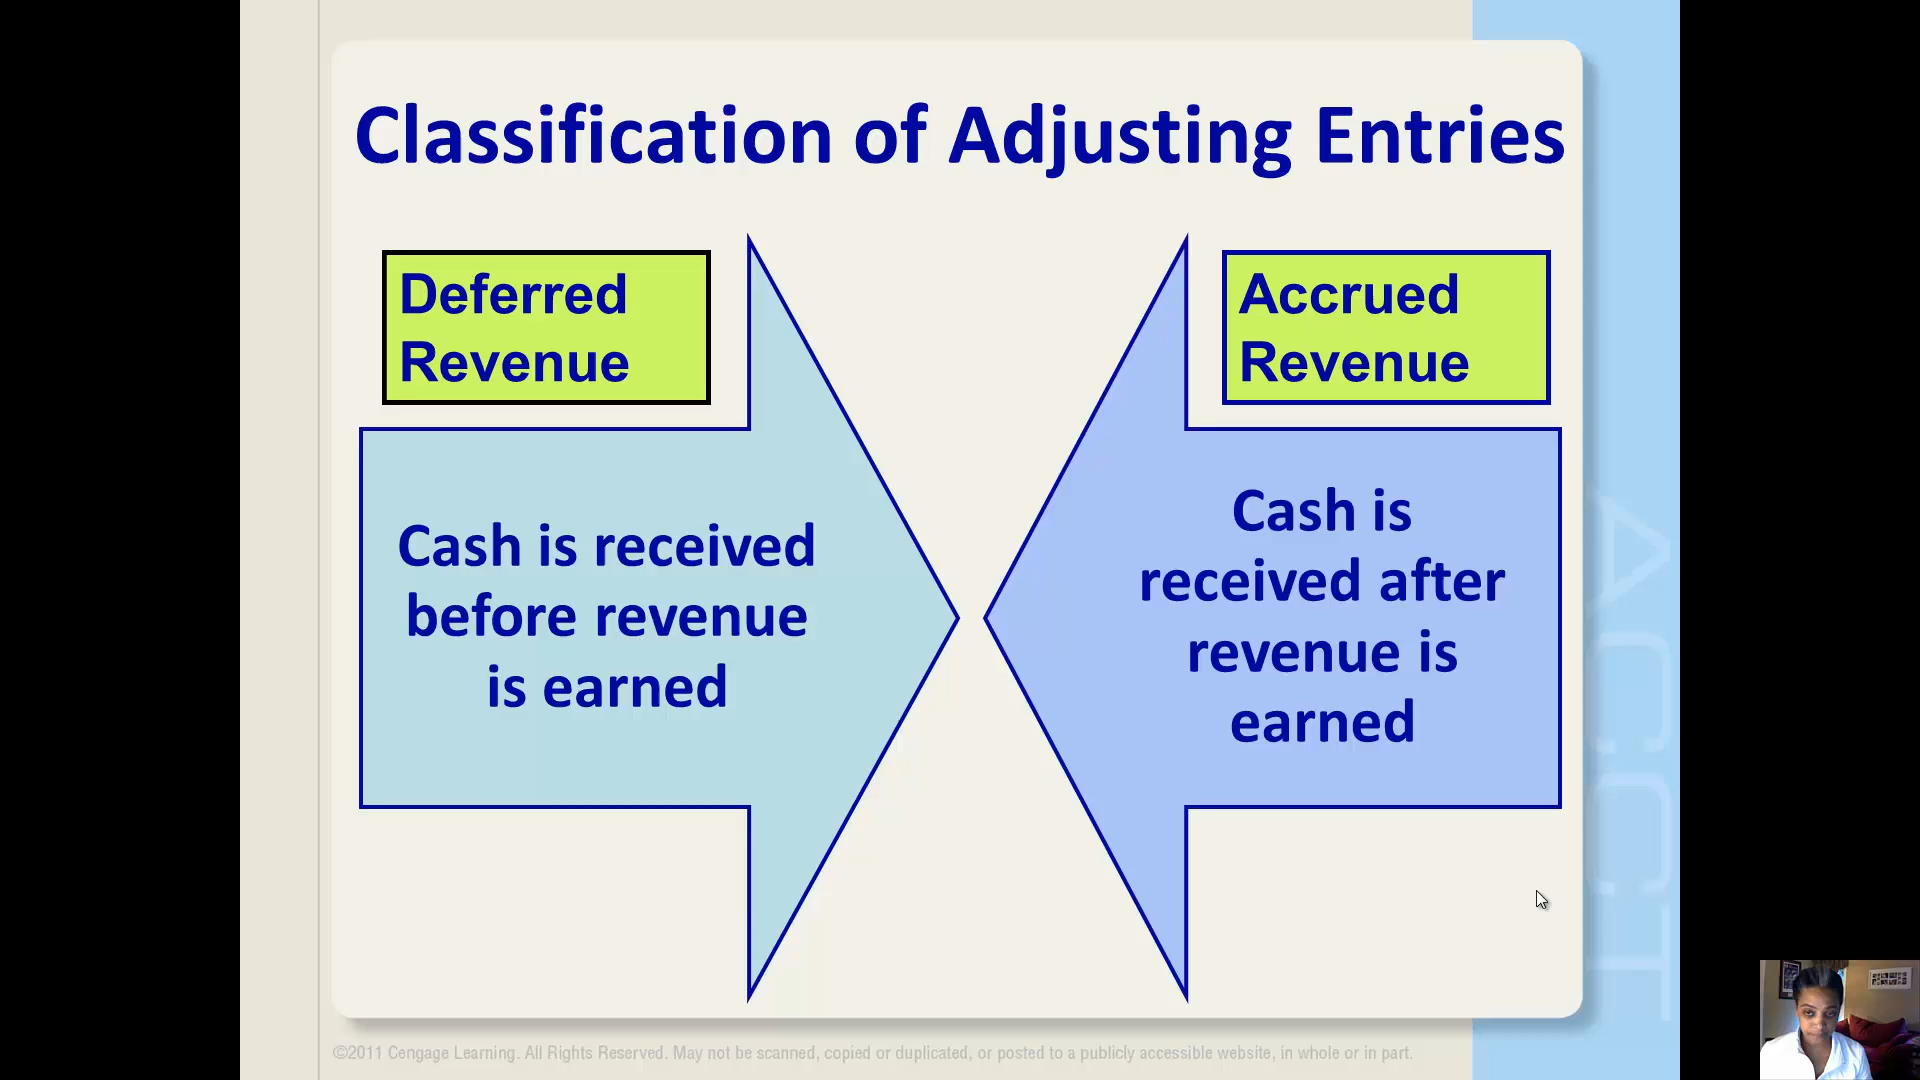 Classification of Adjusting Entries
Deferred
Revenue
Cash is received
before revenue
is earned
Accrued
Revenue
Cash is
received after
revenue is
earned
ACCT
©2011 Cengage Learning. All Rights Reserved. May not be scanned, copied or duplicated, or posted to a publicly accessible website, in whole or in part.